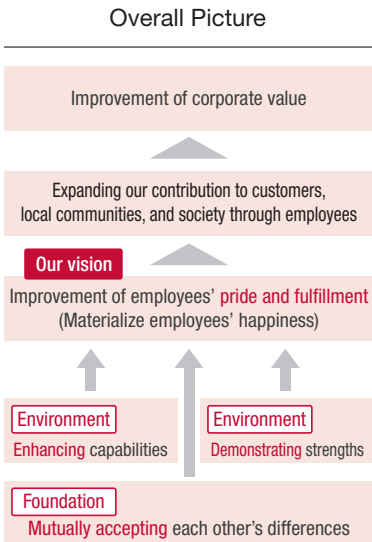 Overall Picture
Improvement of corporate value
Expanding our contribution to customers,
local communities, and society through employees
Our vision
Improvement of employees’ pride and fulfillment
(Materialize employees’ happiness)
Environment
Enhancing capabilities
Environment
Demonstrating strengths
Foundation
Mutually accepting each other’s differences